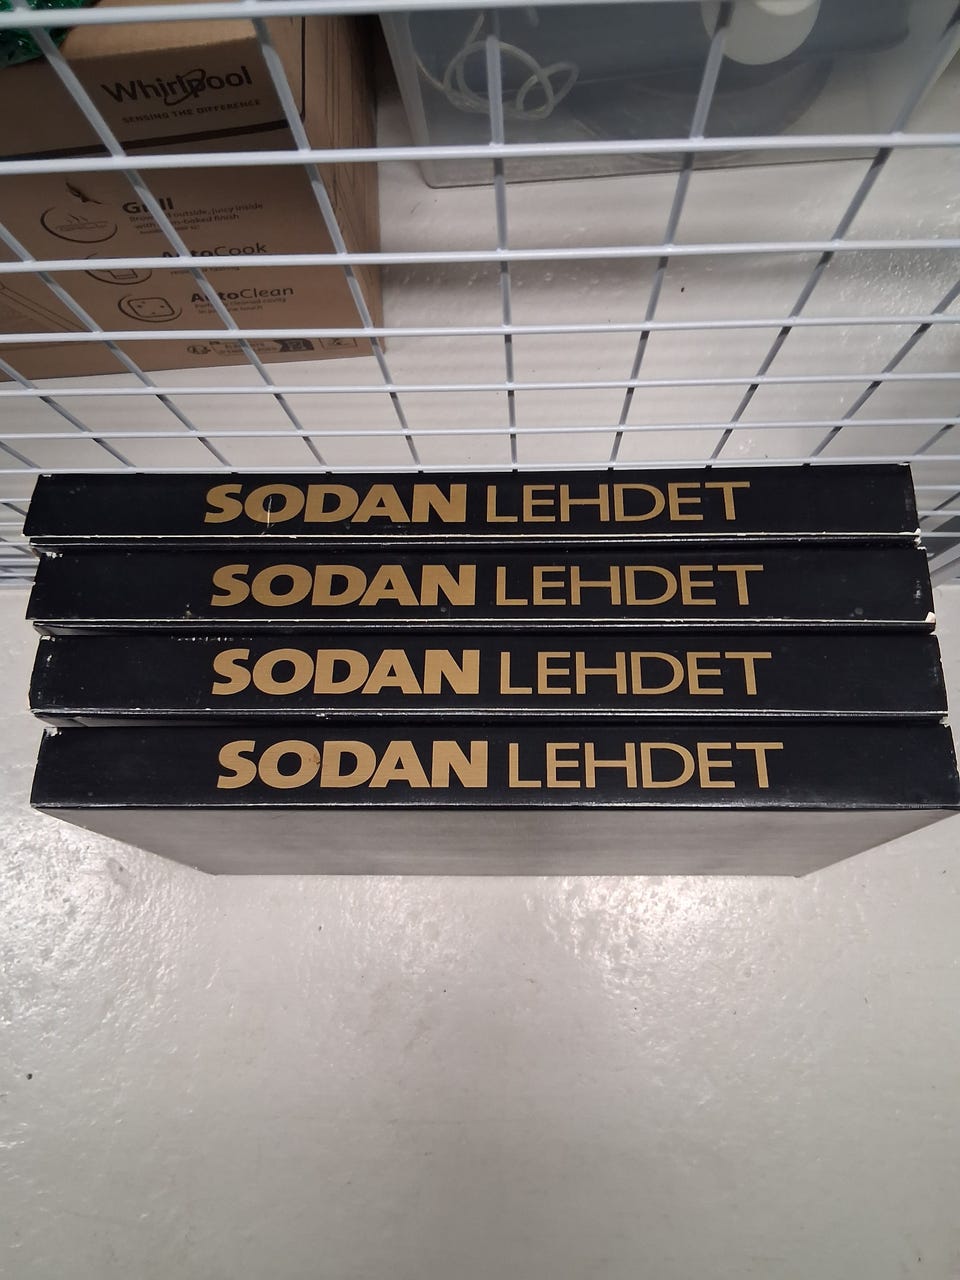 Whirlpool
SENSING THE DIFFERENCE
Grill
AutoCook
AutoClean
SODAN LEHDET
SODAN LEHDET
SODAN LEHDET
SODAN LEHDET